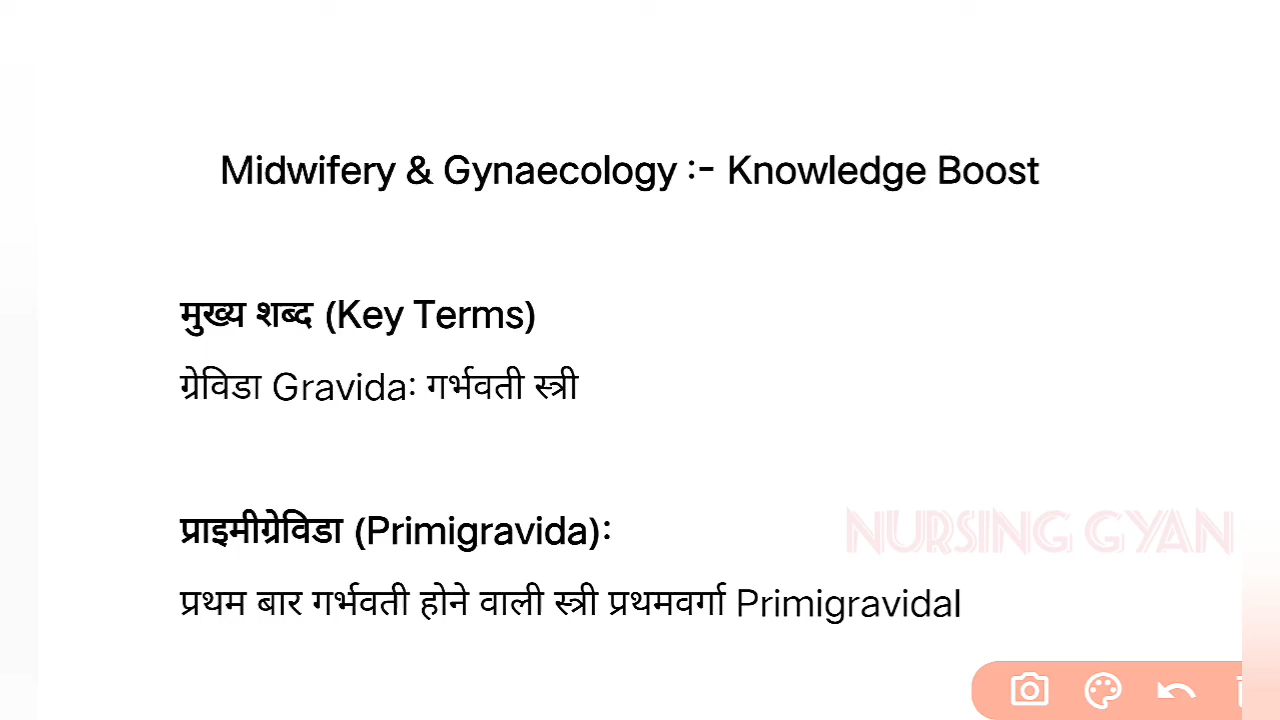 Midwifery & Gynaecology :- Knowledge Boost
मुख्य शब्द (Key Terms)
ग्रेविडा Gravida: गर्भवती स्त्री
प्राइमीग्रेविडा (Primigravida):
NURSING GYAN
प्रथम बार गर्भवती होने वाली स्त्री प्रथमवर्गा Primigravidal